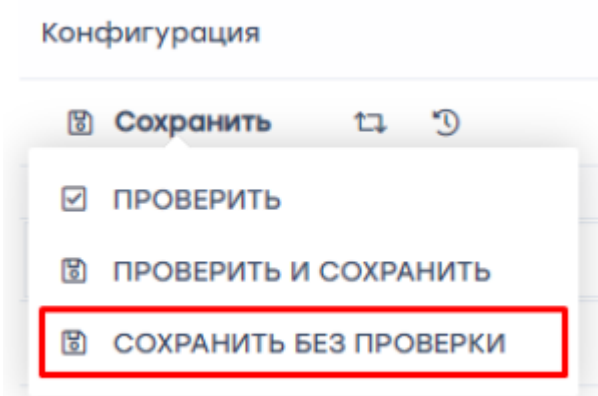 Конфигурация
Сохранить
ПРОВЕРИТЬ
ПРОВЕРИТЬ И СОХРАНИТЬ
СОХРАНИТЬ БЕЗ ПРОВЕРКИ